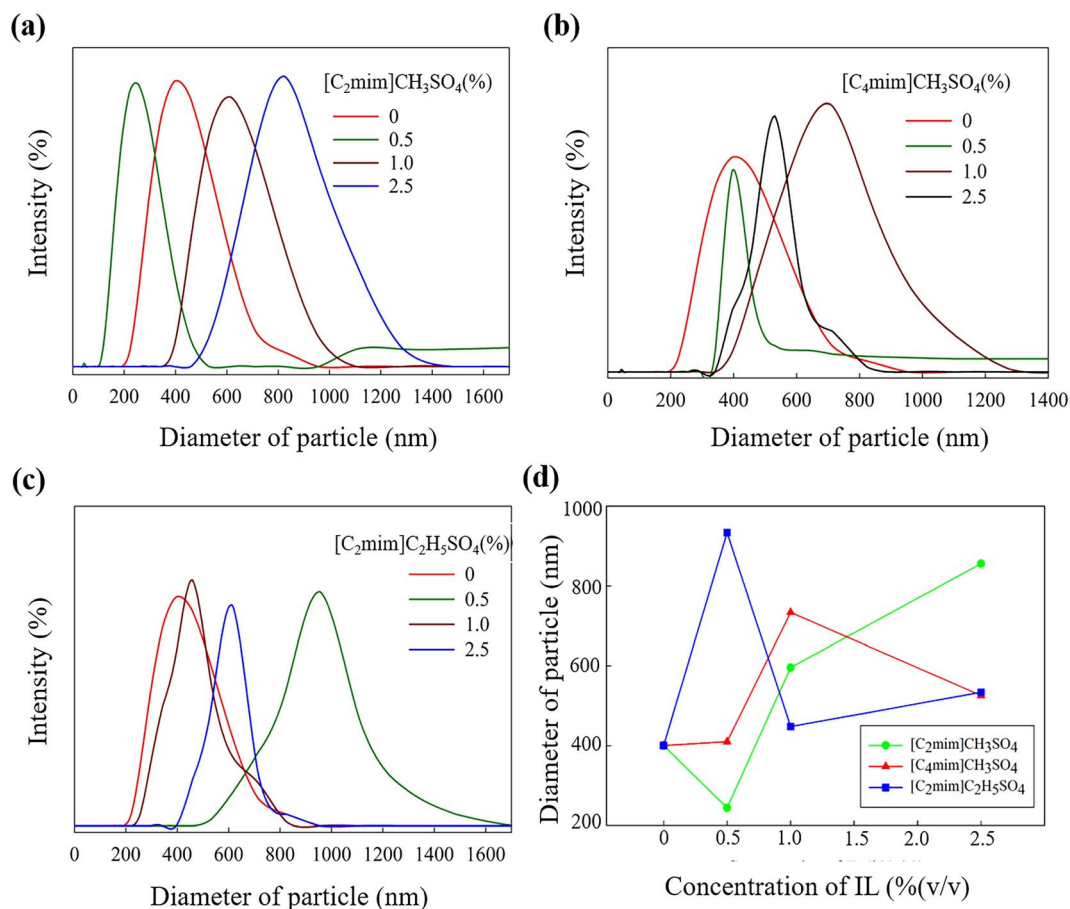 (a)
[C₂mim]CH₃SO₄(%)
0
0.5
1.0
2.5
Intensity (%)
0 200 400 600 800 1000 1200 1400 1600
Diameter of particle (nm)
(b)
[C₄mim]CH₃SO₄(%)
0
0.5
1.0
2.5
Intensity (%)
0 200 400 600 800 1000 1200 1400
Diameter of particle (nm)
(c)
[C₂mim]C₂H₅SO₄(%)
0
0.5
1.0
2.5
Intensity (%)
0 200 400 600 800 1000 1200 1400 1600
Diameter of particle (nm)
(d)
1000
800
600
400
200
Diameter of particle (nm)
[C₂mim]CH₃SO₄
[C₄mim]CH₃SO₄
[C₂mim]C₂H₅SO₄
0 0.5 1.0 1.5 2.0 2.5
Concentration of IL (%(v/v)